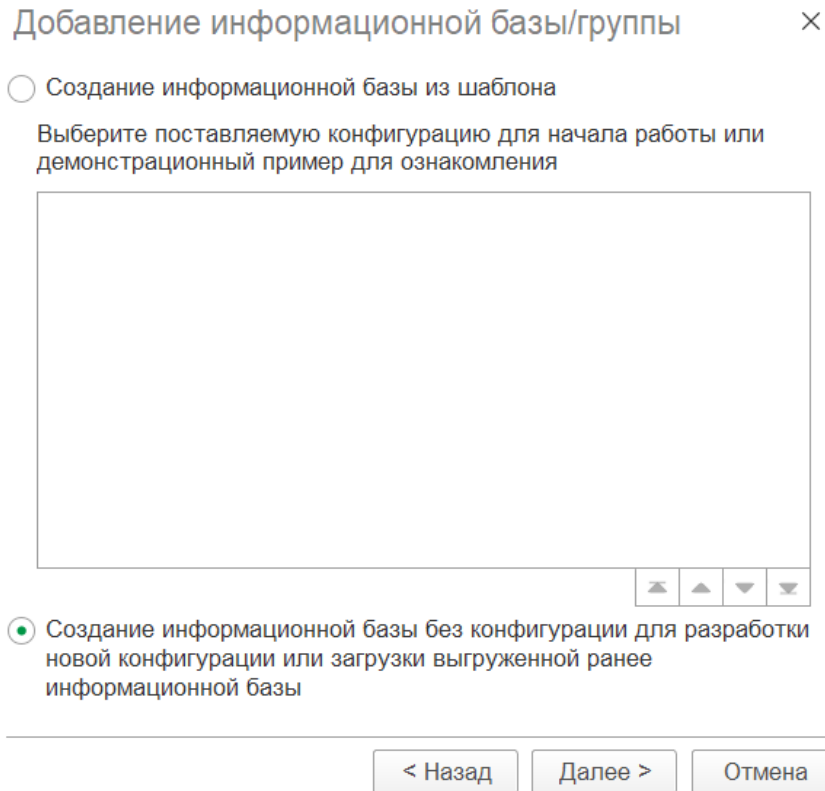 Добавление информационной базы/группы
Создание информационной базы из шаблона
Выберите поставляемую конфигурацию для начала работы или
демонстрационный пример для ознакомления
Создание информационной базы без конфигурации для разработки
новой конфигурации или загрузки выгруженной ранее
информационной базы
< Назад
Далее >
Отмена